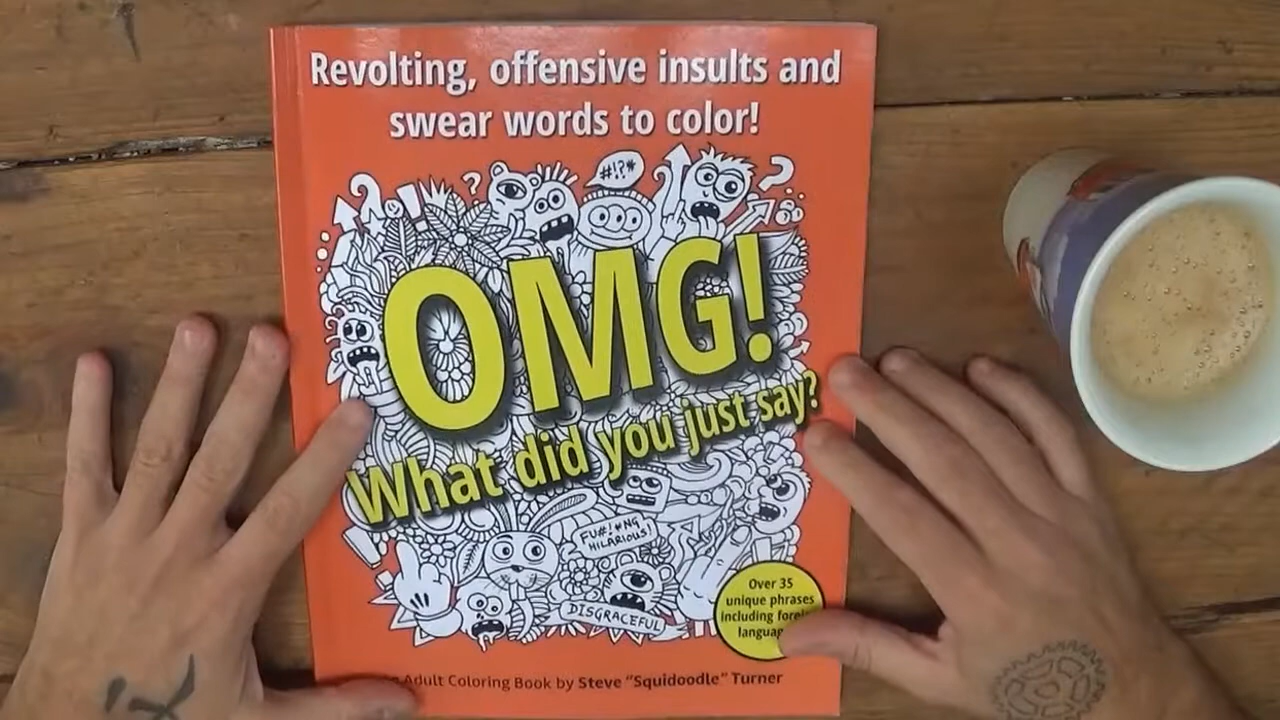 Revolting, offensive insults and
swear words to color!
#!?*
OMG!
What did you just say?
FU#!*NG
HILARIOUS!
DISGRACEFUL
Over 35
unique phrases
including
Adult Coloring Book by Steve "Squidoodle" Turner